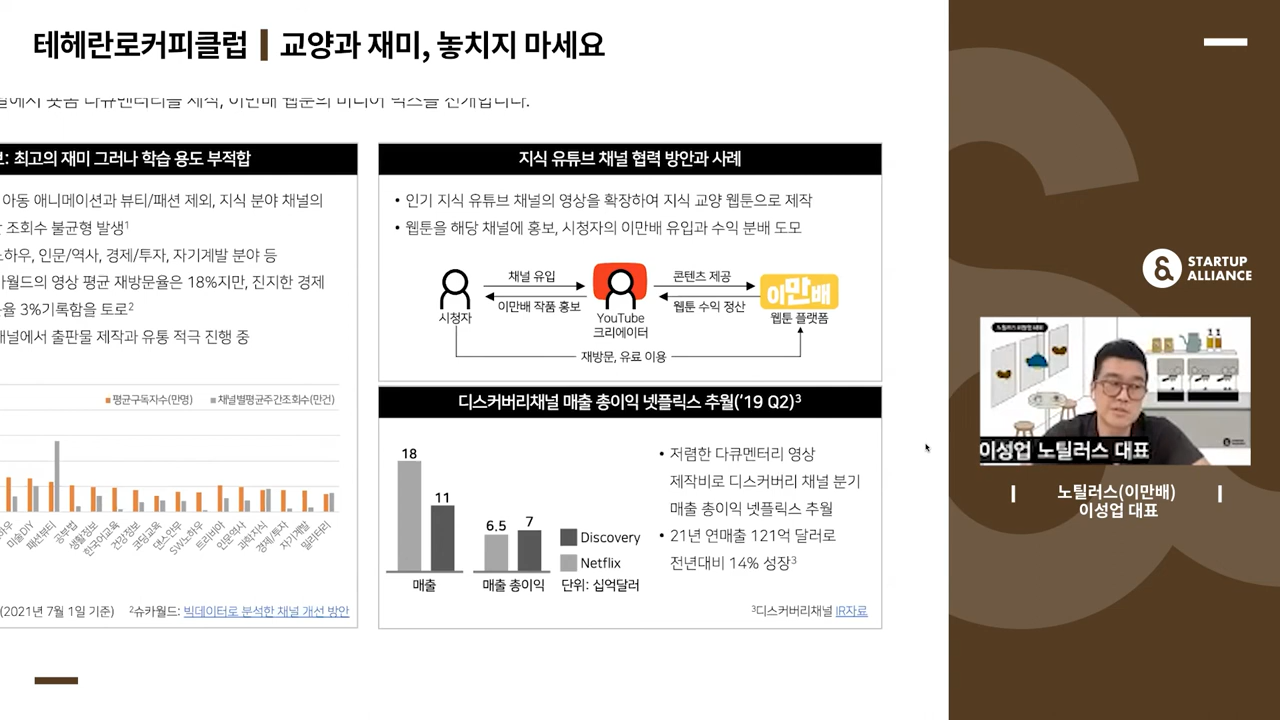 테헤란로커피클럽 | 교양과 재미, 놓치지 마세요
STARTUP
ALLIANCE
최고의 재미 그러나 학습 용도 부적합
아동 애니메이션과 뷰티/패션 제외, 지식 분야 채널의
조회수 불균형 발생¹
인문/역사, 경제/투자, 자기계발 분야 등
영상 평균 재방문율은 18%지만, 진지한 경제
3%기록함을 토로²
출판물 제작과 유통 적극 진행 중
평균구독자수(만명) 채널별평균주간조회수(만건)
미술DIY
패션뷰티
공부법
생활정보
한국어교육
건강정보
코딩교육
댄스안무
SW노하우
트리비아
인문역사
과학지식
경제/투자
자기계발
밀리터리
(2021년 7월 1일 기준) ²슈카월드: 빅데이터로 분석한 채널 개선 방안
지식 유튜브 채널 협력 방안과 사례
• 인기 지식 유튜브 채널의 영상을 확장하여 지식 교양 웹툰으로 제작
• 웹툰을 해당 채널에 홍보, 시청자의 이만배 유입과 수익 분배 도모
채널 유입
콘텐츠 제공
이만배
이만배 작품 홍보
웹툰 수익 정산
시청자
YouTube
크리에이터
웹툰 플랫폼
재방문, 유료 이용
디스커버리채널 매출 총이익 넷플릭스 추월('19 Q2)³
18
11
6.5
7
매출
매출 총이익
Discovery
Netflix
단위: 십억달러
• 저렴한 다큐멘터리 영상
제작비로 디스커버리 채널 분기
매출 총이익 넷플릭스 추월
• 21년 연매출 121억 달러로
전년대비 14% 성장³
³디스커버리채널 IR자료
이성업 노틸러스 대표
노틸러스(이만배)
이성업 대표